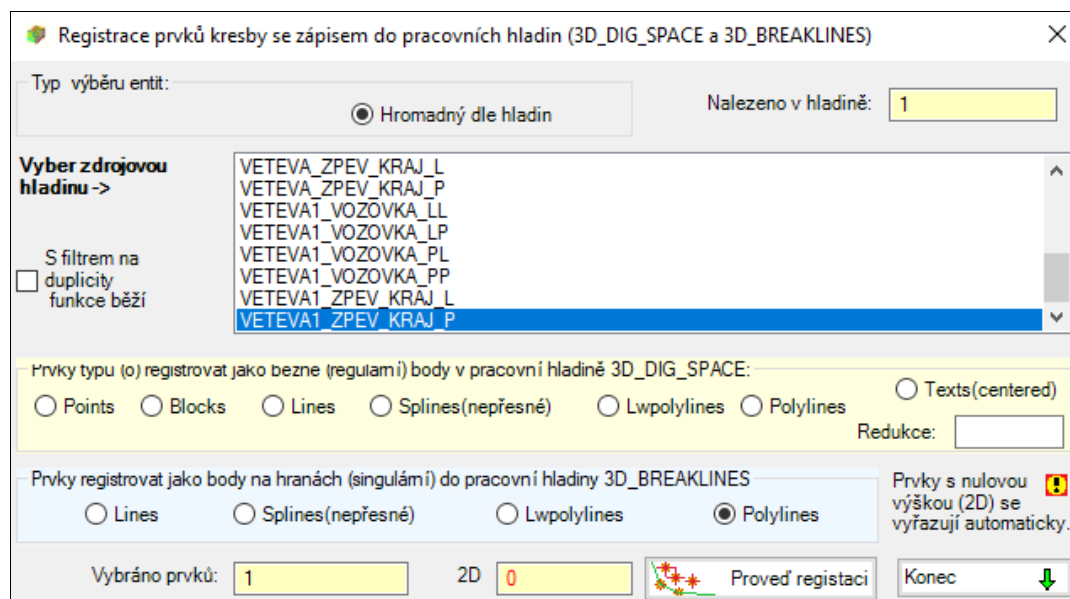 Registrace prvků kresby se zápisem do pracovních hladin (3D_DIG_SPACE a 3D_BREAKLINES)
Typ výběru entit:
Hromadný dle hladin
Nalezeno v hladině: 1
Vyber zdrojovou
hladinu ->
VETEVA_ZPEV_KRAJ_L
VETEVA_ZPEV_KRAJ_P
VETEVA1_VOZOVKA_LL
VETEVA1_VOZOVKA_LP
VETEVA1_VOZOVKA_PL
VETEVA1_VOZOVKA_PP
VETEVA1_ZPEV_KRAJ_L
VETEVA1_ZPEV_KRAJ_P
S filtrem na
duplicity
funkce běží
Prvky typu (o) registrovat jako bezne (regulami) body v pracovní hladině 3D_DIG_SPACE:
Points Blocks Lines Splines(nepřesné) Lwpolylines Polylines Texts(centered)
Redukce:
Prvky registrovat jako body na hranách (singulámí) do pracovní hladiny 3D_BREAKLINES
Lines Splines(nepřesné) Lwpolylines Polylines
Prvky s nulovou
výškou (2D) se
vyřazují automaticky.
Vybráno prvků: 1 2D 0 Proveď registaci Konec